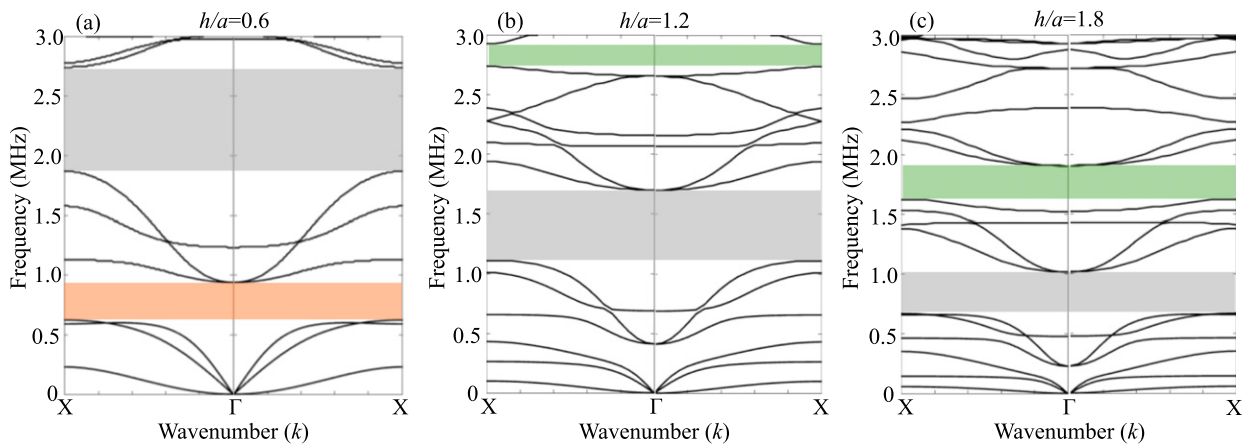 (a) h/a=0.6
3.0
2.5
2.0
1.5
1.0
0.5
0
Frequency (MHz)
X Γ X
Wavenumber (k)
(b) h/a=1.2
3.0
2.5
2.0
1.5
1.0
0.5
0
Frequency (MHz)
X Γ X
Wavenumber (k)
(c) h/a=1.8
3.0
2.5
2.0
1.5
1.0
0.5
0
Frequency (MHz)
X Γ X
Wavenumber (k)